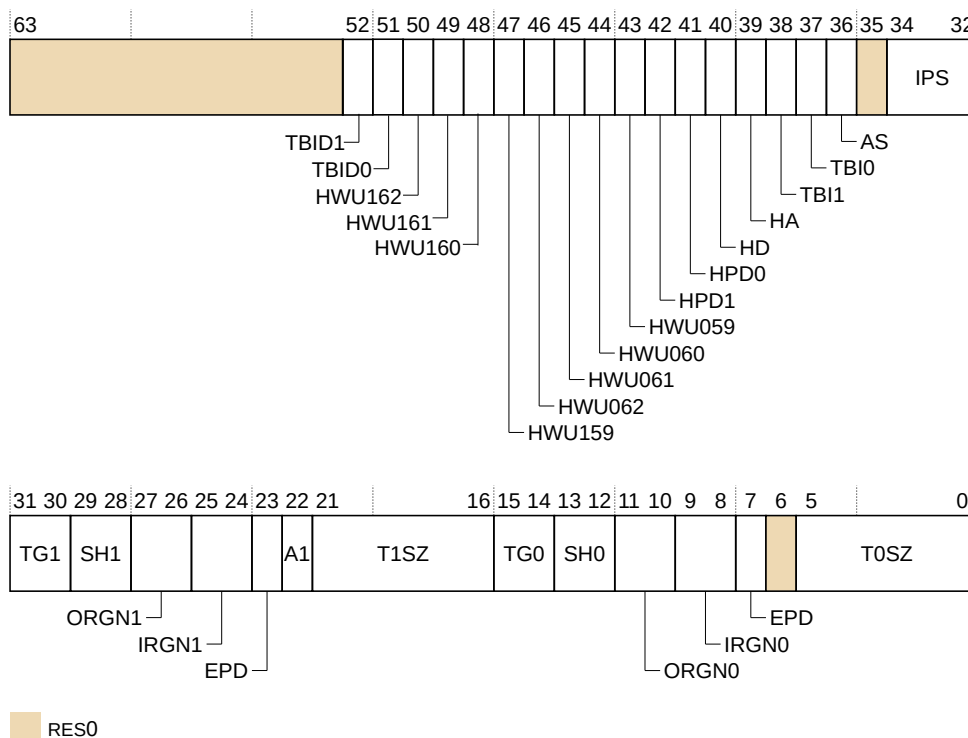 63 52 51 50 49 48 47 46 45 44 43 42 41 40 39 38 37 36 35 34 32
IPS
TBID1 AS
TBID0 TBI0
HWU162 TBI1
HWU161 HA
HWU160 HD
HPD0
HPD1
HWU059
HWU060
HWU061
HWU062
HWU159
31 30 29 28 27 26 25 24 23 22 21 16 15 14 13 12 11 10 9 8 7 6 5 0
TG1 SH1 A1 T1SZ TG0 SH0 T0SZ
ORGN1 EPD
IRGN1 IRGN0
EPD ORGN0
RES0